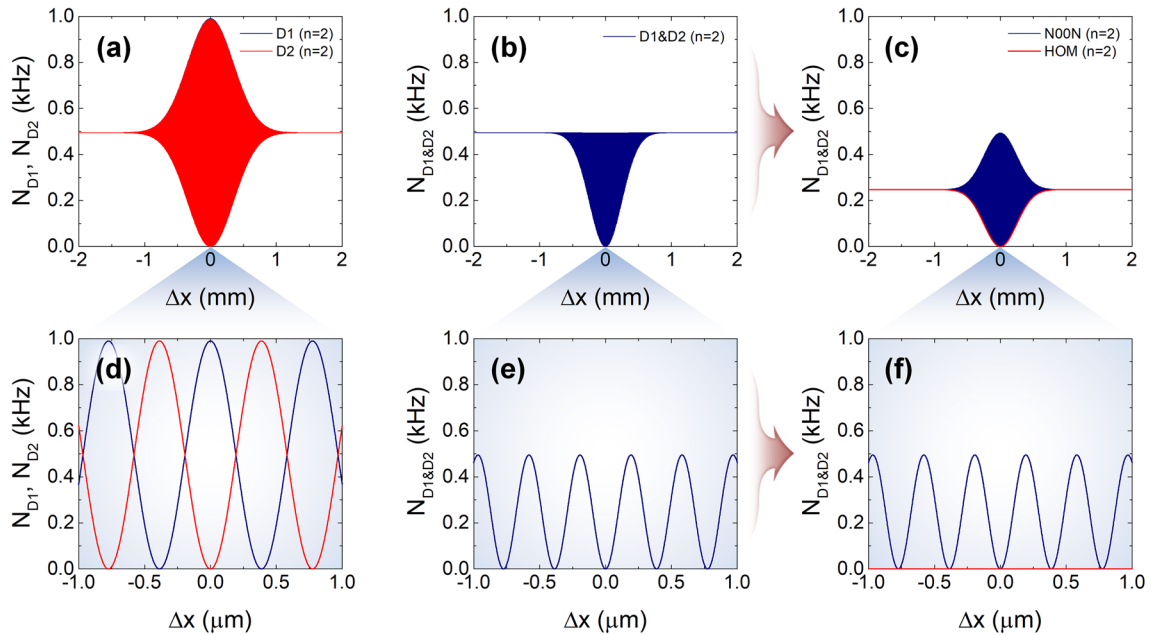 (a)
D1 (n=2)
D2 (n=2)
N_D1, N_D2 (kHz)
1.0
0.8
0.6
0.4
0.2
0.0
-2 -1 0 1 2
Δx (mm)
(b)
D1&D2 (n=2)
N_D1&D2 (kHz)
1.0
0.8
0.6
0.4
0.2
0.0
-2 -1 0 1 2
Δx (mm)
(c)
N00N (n=2)
HOM (n=2)
N_D1&D2 (kHz)
1.0
0.8
0.6
0.4
0.2
0.0
-2 -1 0 1 2
Δx (mm)
(d)
N_D1, N_D2 (kHz)
1.0
0.8
0.6
0.4
0.2
0.0
-1.0 -0.5 0.0 0.5 1.0
Δx (μm)
(e)
N_D1&D2 (kHz)
1.0
0.8
0.6
0.4
0.2
0.0
-1.0 -0.5 0.0 0.5 1.0
Δx (μm)
(f)
N_D1&D2 (kHz)
1.0
0.8
0.6
0.4
0.2
0.0
-1.0 -0.5 0.0 0.5 1.0
Δx (μm)